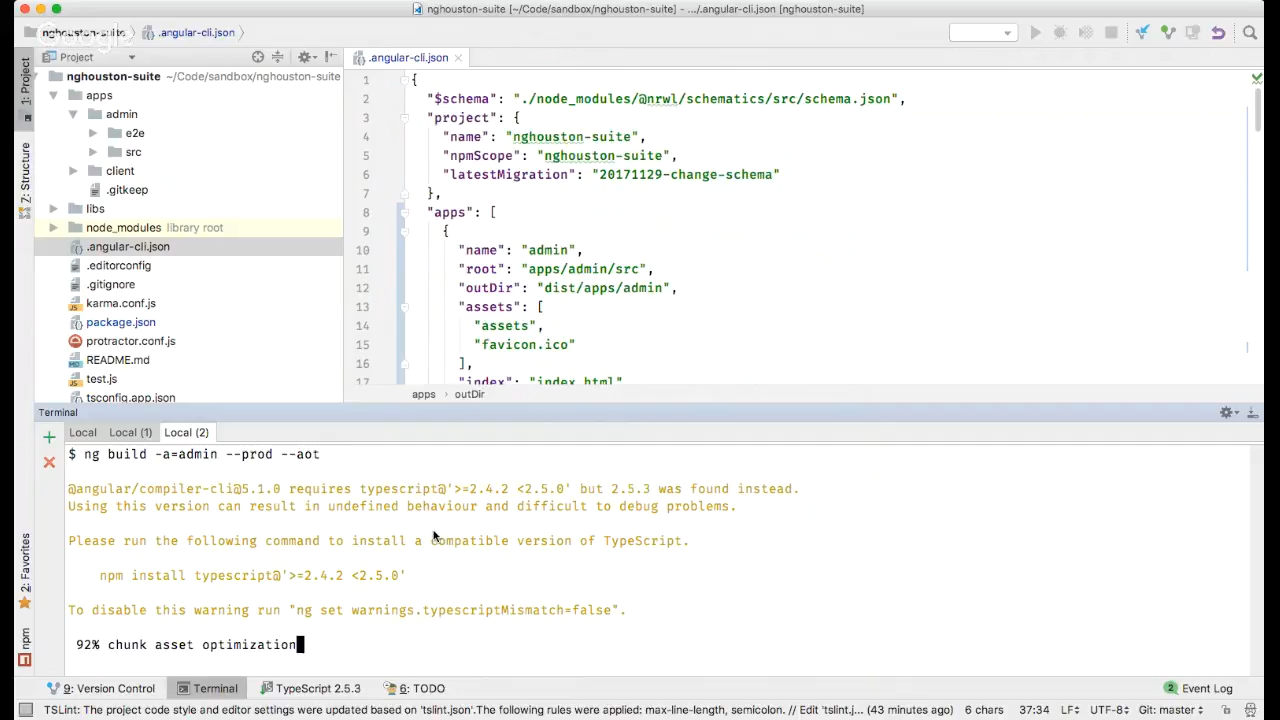 nghouston-suite [~/Code/sandbox/nghouston-suite] - .../.angular-cli.json [nghouston-suite]
nghouston-suite
.angular-cli.json
Google
Project
.angular-cli.json
1: Project
Z: Structure
2: Favorites
npm
nghouston-suite ~/Code/sandbox/nghouston-suite
apps
admin
e2e
src
client
.gitkeep
libs
node_modules library root
.angular-cli.json
.editorconfig
.gitignore
karma.conf.js
package.json
protractor.conf.js
README.md
test.js
tsconfig.app.json
1 {
2 "$schema": "./node_modules/@nrwl/schematics/src/schema.json",
3 "project": {
4 "name": "nghouston-suite",
5 "npmScope": "nghouston-suite",
6 "latestMigration": "20171129-change-schema"
7 },
8 "apps": [
9 {
10 "name": "admin",
11 "root": "apps/admin/src",
12 "outDir": "dist/apps/admin",
13 "assets": [
14 "assets",
15 "favicon.ico"
16 ],
17 "index": "index.html"
apps › outDir
Terminal
Local Local (1) Local (2)
$ ng build -a=admin --prod --aot
@angular/compiler-cli@5.1.0 requires typescript@'>=2.4.2 <2.5.0' but 2.5.3 was found instead.
Using this version can result in undefined behaviour and difficult to debug problems.
Please run the following command to install a compatible version of TypeScript.
npm install typescript@'>=2.4.2 <2.5.0'
To disable this warning run "ng set warnings.typescriptMismatch=false".
92% chunk asset optimization
9: Version Control Terminal TypeScript 2.5.3 6: TODO 2 Event Log
TSLint: The project code style and editor settings were updated based on 'tslint.json'.The following rules were applied: max-line-length, semicolon. // Edit 'tslint.j... (43 minutes ago) 6 chars 37:34 LF÷ UTF-8÷ Git: master÷